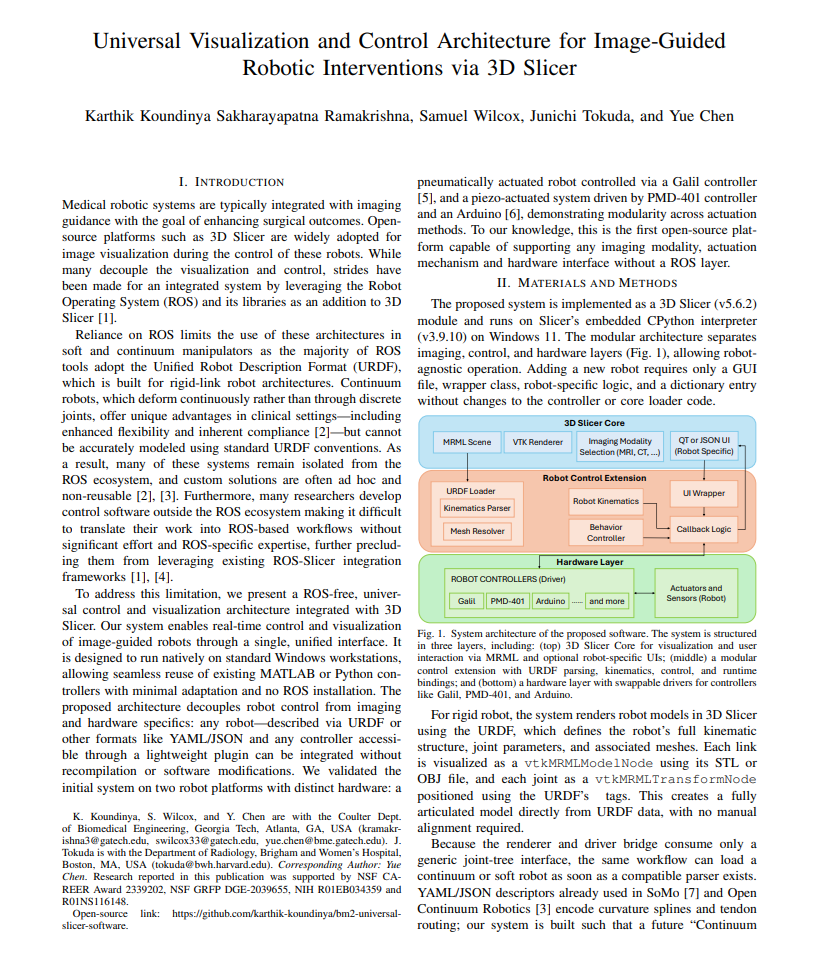 Universal Visualization and Control Architecture for Image-Guided
Robotic Interventions via 3D Slicer
Karthik Koundinya Sakharayapatna Ramakrishna, Samuel Wilcox, Junichi Tokuda, and Yue Chen
I. INTRODUCTION
Medical robotic systems are typically integrated with imaging
guidance with the goal of enhancing surgical outcomes. Open-
source platforms such as 3D Slicer are widely adopted for
image visualization during the control of these robots. While
many decouple the visualization and control, strides have
been made for an integrated system by leveraging the Robot
Operating System (ROS) and its libraries as an addition to 3D
Slicer [1].
Reliance on ROS limits the use of these architectures in
soft and continuum manipulators as the majority of ROS
tools adopt the Unified Robot Description Format (URDF),
which is built for rigid-link robot architectures. Continuum
robots, which deform continuously rather than through discrete
joints, offer unique advantages in clinical settings—including
enhanced flexibility and inherent compliance [2]—but cannot
be accurately modeled using standard URDF conventions. As
a result, many of these systems remain isolated from the
ROS ecosystem, and custom solutions are often ad hoc and
non-reusable [2], [3]. Furthermore, many researchers develop
control software outside the ROS ecosystem making it difficult
to translate their work into ROS-based workflows without
significant effort and ROS-specific expertise, further preclud-
ing them from leveraging existing ROS-Slicer integration
frameworks [1], [4].
To address this limitation, we present a ROS-free, univer-
sal control and visualization architecture integrated with 3D
Slicer. Our system enables real-time control and visualization
of image-guided robots through a single, unified interface. It
is designed to run natively on standard Windows workstations,
allowing seamless reuse of existing MATLAB or Python con-
trollers with minimal adaptation and no ROS installation. The
proposed architecture decouples robot control from imaging
and hardware specifics: any robot—described via URDF or
other formats like YAML/JSON and any controller accessi-
ble through a lightweight plugin can be integrated without
recompilation or software modifications. We validated the
initial system on two robot platforms with distinct hardware: a
K. Koundinya, S. Wilcox, and Y. Chen are with the Coulter Dept.
of Biomedical Engineering, Georgia Tech, Atlanta, GA, USA (kramakr-
ishna3@gatech.edu, swilcox33@gatech.edu, yue.chen@bme.gatech.edu). J.
Tokuda is with the Department of Radiology, Brigham and Women's Hospital,
Boston, MA, USA (tokuda@bwh.harvard.edu). Corresponding Author: Yue
Chen. Research reported in this publication was supported by NSF CA-
REER Award 2339202, NSF GRFP DGE-2039655, NIH R01EB034359 and
R01NS116148.
Open-source link: https://github.com/karthik-koundinya/bm2-universal-
slicer-software.
pneumatically actuated robot controlled via a Galil controller
[5], and a piezo-actuated system driven by PMD-401 controller
and an Arduino [6], demonstrating modularity across actuation
methods. To our knowledge, this is the first open-source plat-
form capable of supporting any imaging modality, actuation
mechanism and hardware interface without a ROS layer.
II. MATERIALS AND METHODS
The proposed system is implemented as a 3D Slicer (v5.6.2)
module and runs on Slicer's embedded CPython interpreter
(v3.9.10) on Windows 11. The modular architecture separates
imaging, control, and hardware layers (Fig. 1), allowing robot-
agnostic operation. Adding a new robot requires only a GUI
file, wrapper class, robot-specific logic, and a dictionary entry
without changes to the controller or core loader code.
3D Slicer Core
MRML Scene
VTK Renderer
Imaging Modality
Selection (MRI, CT, ...)
QT or JSON UI
(Robot Specific)
Robot Control Extension
URDF Loader
Kinematics Parser
Mesh Resolver
Robot Kinematics
Behavior
Controller
UI Wrapper
Callback Logic
Hardware Layer
ROBOT CONTROLLERS (Driver)
Galil
PMD-401
Arduino
......
and more
Actuators and
Sensors (Robot)
Fig. 1. System architecture of the proposed software. The system is structured
in three layers, including: (top) 3D Slicer Core for visualization and user
interaction via MRML and optional robot-specific UIs; (middle) a modular
control extension with URDF parsing, kinematics, control, and runtime
bindings; and (bottom) a hardware layer with swappable drivers for controllers
like Galil, PMD-401, and Arduino.
For rigid robot, the system renders robot models in 3D Slicer
using the URDF, which defines the robot's full kinematic
structure, joint parameters, and associated meshes. Each link
is visualized as a vtkMRMLModelNode using its STL or
OBJ file, and each joint as a vtkMRMLTransformNode
positioned using the URDF's tags. This creates a fully
articulated model directly from URDF data, with no manual
alignment required.
Because the renderer and driver bridge consume only a
generic joint-tree interface, the same workflow can load a
continuum or soft robot as soon as a compatible parser exists.
YAML/JSON descriptors already used in SoMo [7] and Open
Continuum Robotics [3] encode curvature splines and tendon
routing; our system is built such that a future “Continuum